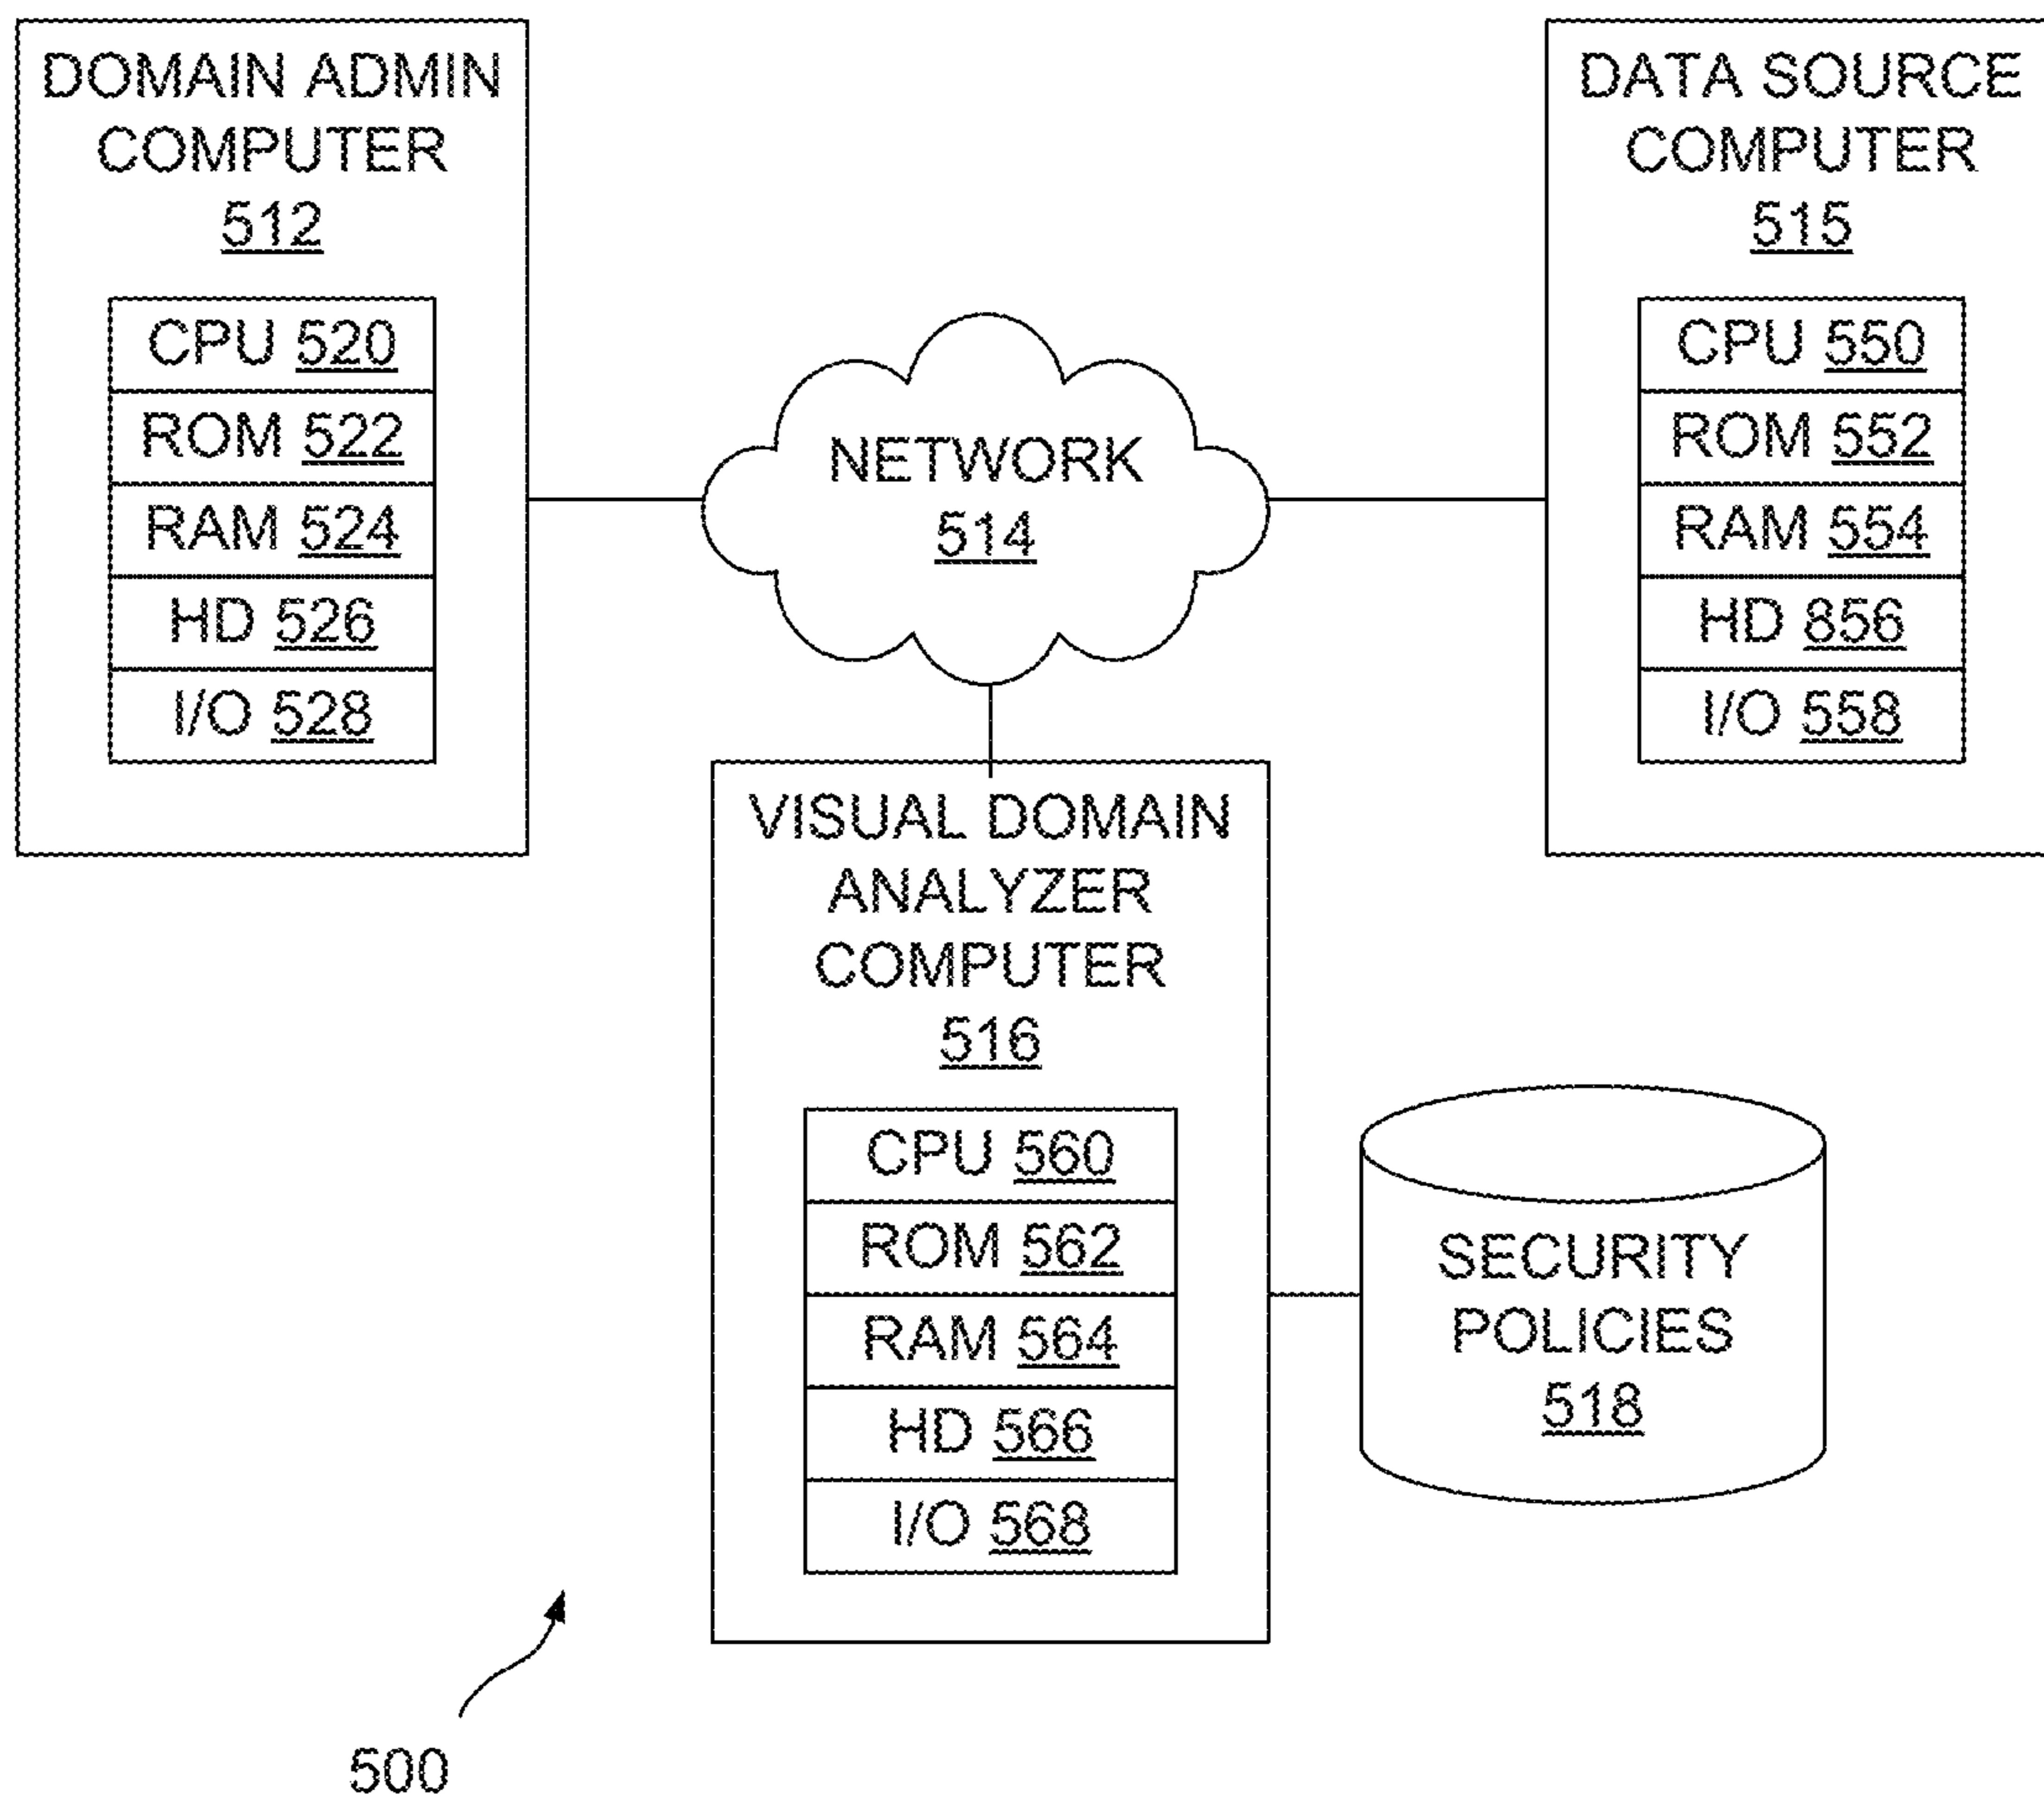 DOMAIN ADMIN
COMPUTER
512
CPU 520
ROM 522
RAM 524
HD 526
I/O 528
NETWORK
514
DATA SOURCE
COMPUTER
515
CPU 550
ROM 552
RAM 554
HD 856
I/O 558
VISUAL DOMAIN
ANALYZER
COMPUTER
516
CPU 560
ROM 562
RAM 564
HD 566
I/O 568
SECURITY
POLICIES
518
500